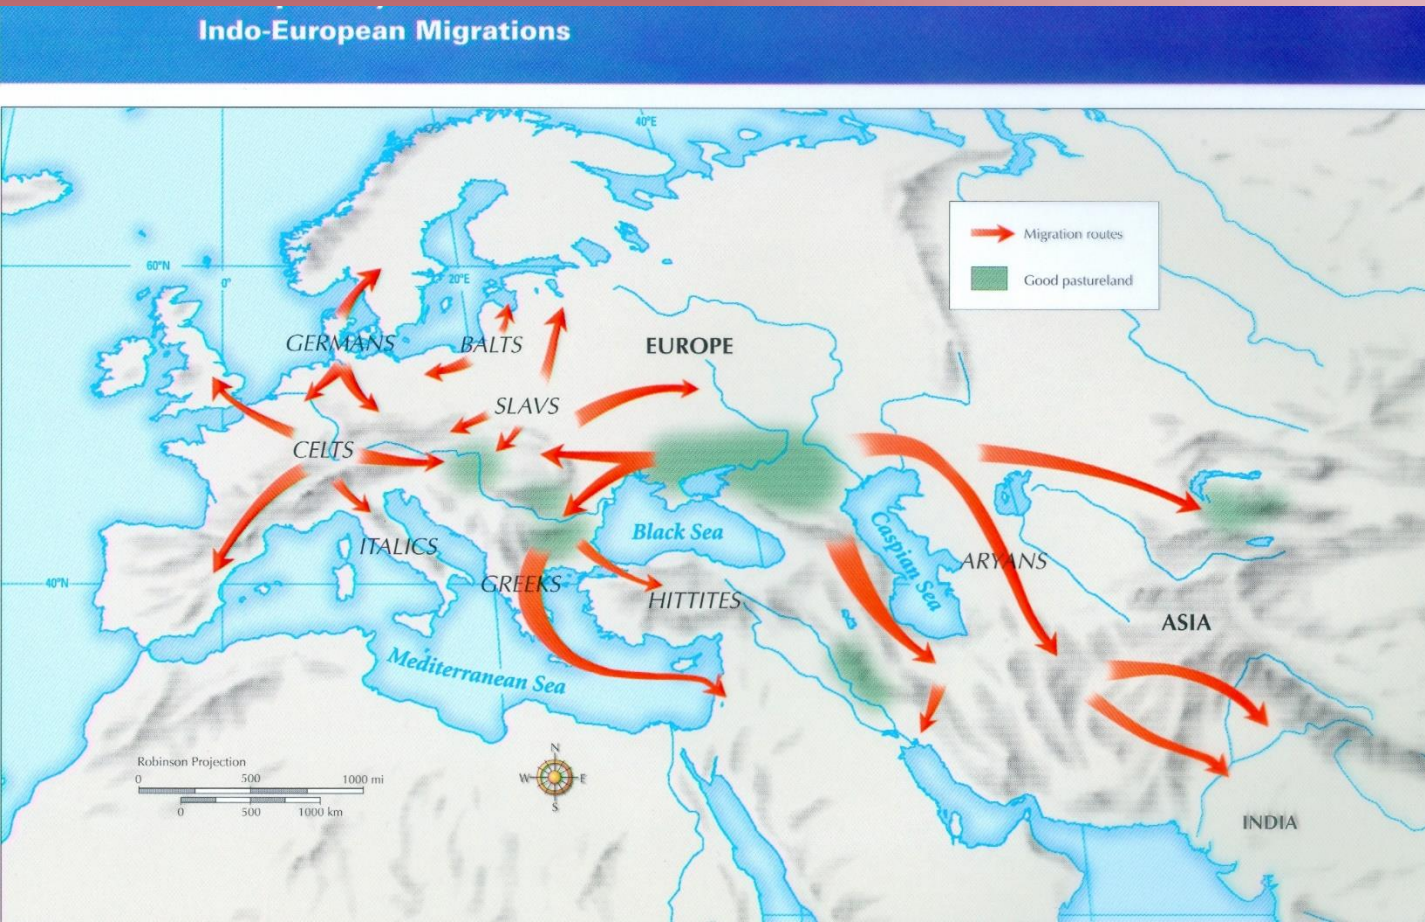 Indo-European Migrations
40°E
Migration routes
Good pastureland
60°N
0°
20°E
GERMANS
BALTS
EUROPE
SLAVS
CELTS
Black Sea
Caspian Sea
ITALICS
ARYANS
40°N
GREEKS
HITTITES
ASIA
Mediterranean Sea
Robinson Projection
0 500 1000 mi
0 500 1000 km
N
W E
S
INDIA